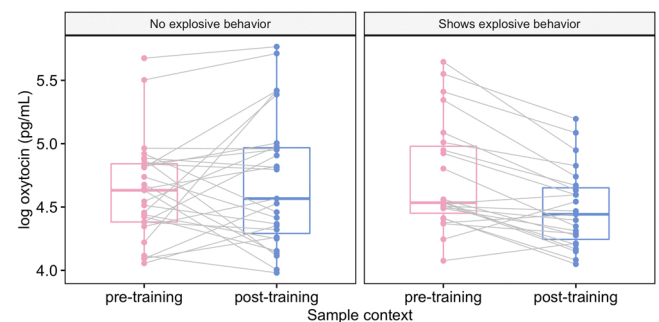 No explosive behavior
Shows explosive behavior
log oxytocin (pg/mL)
5.5
5.0
4.5
4.0
pre-training
post-training
pre-training
post-training
Sample context